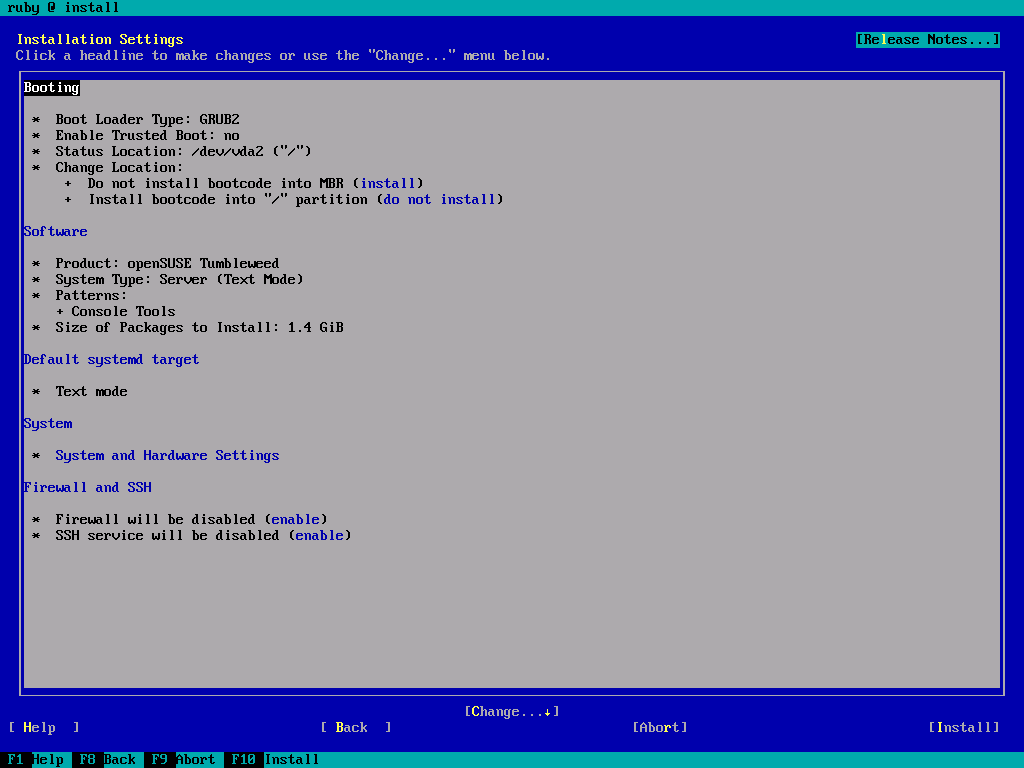 ruby @ install
Installation Settings [Release Notes...]
Click a headline to make changes or use the "Change..." menu below.
Booting
* Boot Loader Type: GRUB2
* Enable Trusted Boot: no
* Status Location: /dev/vda2 ("/")
* Change Location:
+ Do not install bootcode into MBR (install)
+ Install bootcode into "/" partition (do not install)
Software
* Product: openSUSE Tumbleweed
* System Type: Server (Text Mode)
* Patterns:
+ Console Tools
* Size of Packages to Install: 1.4 GiB
Default systemd target
* Text mode
System
* System and Hardware Settings
Firewall and SSH
* Firewall will be disabled (enable)
* SSH service will be disabled (enable)
[Change...↓]
[ Help ] [ Back ] [Abort] [Install]
F1 Help F8 Back F9 Abort F10 Install